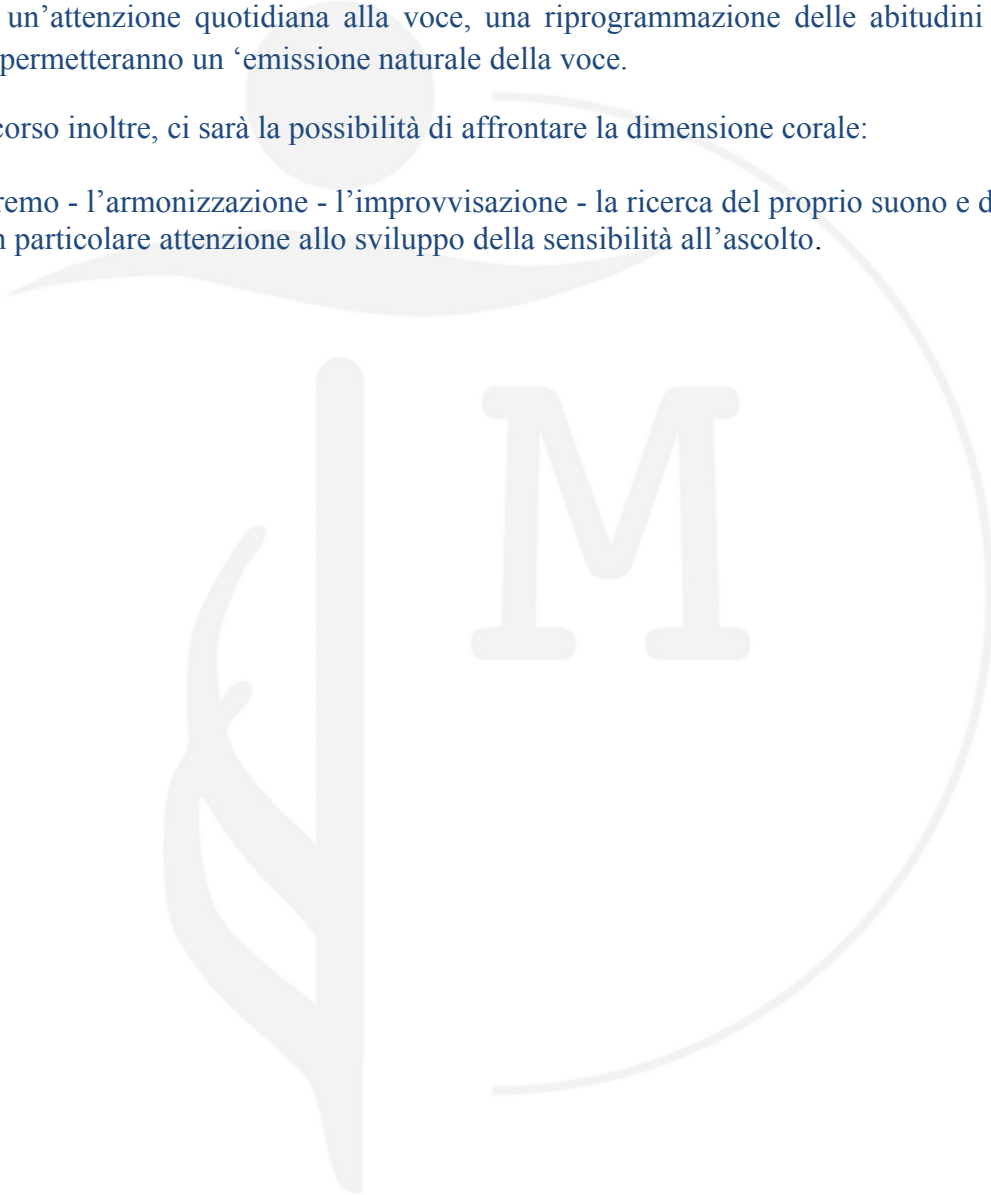 un’attenzione quotidiana alla voce, una riprogrammazione delle abitudini
permetteranno un ‘emissione naturale della voce.
corso inoltre, ci sarà la possibilità di affrontare la dimensione corale:
remo - l’armonizzazione - l’improvvisazione - la ricerca del proprio suono e d
particolare attenzione allo sviluppo della sensibilità all’ascolto.
M